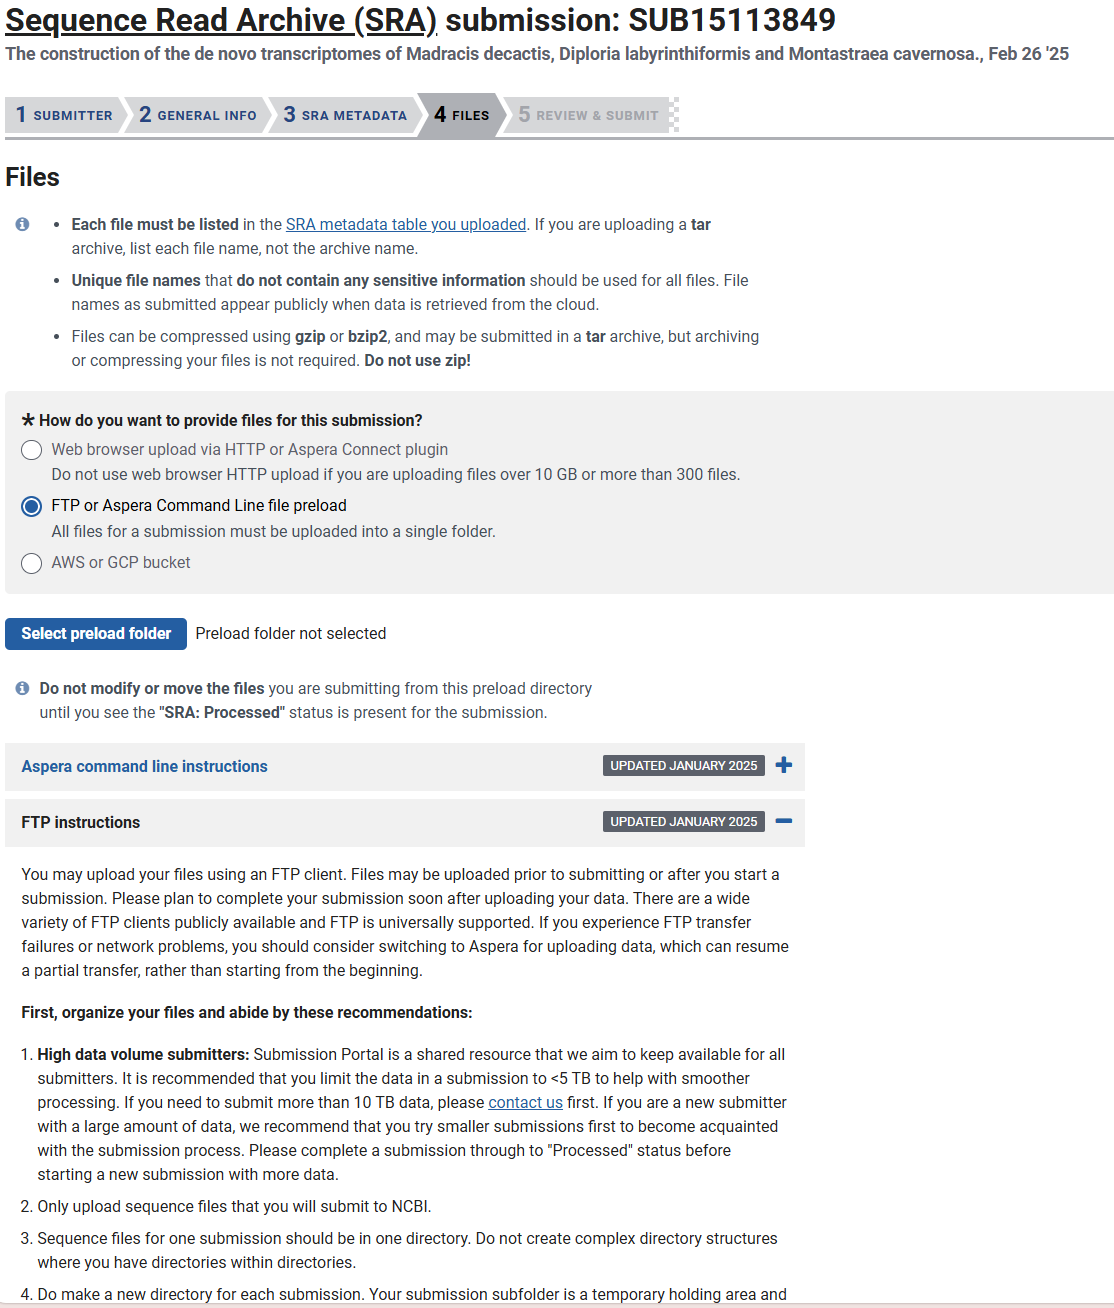 Sequence Read Archive (SRA) submission: SUB15113849
The construction of the de novo transcriptomes of Madracis decactis, Diploria labyrinthiformis and Montastraea cavernosa., Feb 26 '25
1 SUBMITTER 2 GENERAL INFO 3 SRA METADATA 4 FILES 5 REVIEW & SUBMIT
Files
• Each file must be listed in the SRA metadata table you uploaded. If you are uploading a tar
archive, list each file name, not the archive name.
• Unique file names that do not contain any sensitive information should be used for all files. File
names as submitted appear publicly when data is retrieved from the cloud.
• Files can be compressed using gzip or bzip2, and may be submitted in a tar archive, but archiving
or compressing your files is not required. Do not use zip!
* How do you want to provide files for this submission?
Web browser upload via HTTP or Aspera Connect plugin
Do not use web browser HTTP upload if you are uploading files over 10 GB or more than 300 files.
FTP or Aspera Command Line file preload
All files for a submission must be uploaded into a single folder.
AWS or GCP bucket
Select preload folder Preload folder not selected
Do not modify or move the files you are submitting from this preload directory
until you see the "SRA: Processed" status is present for the submission.
Aspera command line instructions UPDATED JANUARY 2025
FTP instructions UPDATED JANUARY 2025
You may upload your files using an FTP client. Files may be uploaded prior to submitting or after you start a
submission. Please plan to complete your submission soon after uploading your data. There are a wide
variety of FTP clients publicly available and FTP is universally supported. If you experience FTP transfer
failures or network problems, you should consider switching to Aspera for uploading data, which can resume
a partial transfer, rather than starting from the beginning.
First, organize your files and abide by these recommendations:
1. High data volume submitters: Submission Portal is a shared resource that we aim to keep available for all
submitters. It is recommended that you limit the data in a submission to <5 TB to help with smoother
processing. If you need to submit more than 10 TB data, please contact us first. If you are a new submitter
with a large amount of data, we recommend that you try smaller submissions first to become acquainted
with the submission process. Please complete a submission through to "Processed" status before
starting a new submission with more data.
2. Only upload sequence files that you will submit to NCBI.
3. Sequence files for one submission should be in one directory. Do not create complex directory structures
where you have directories within directories.
4. Do make a new directory for each submission. Your submission subfolder is a temporary holding area and